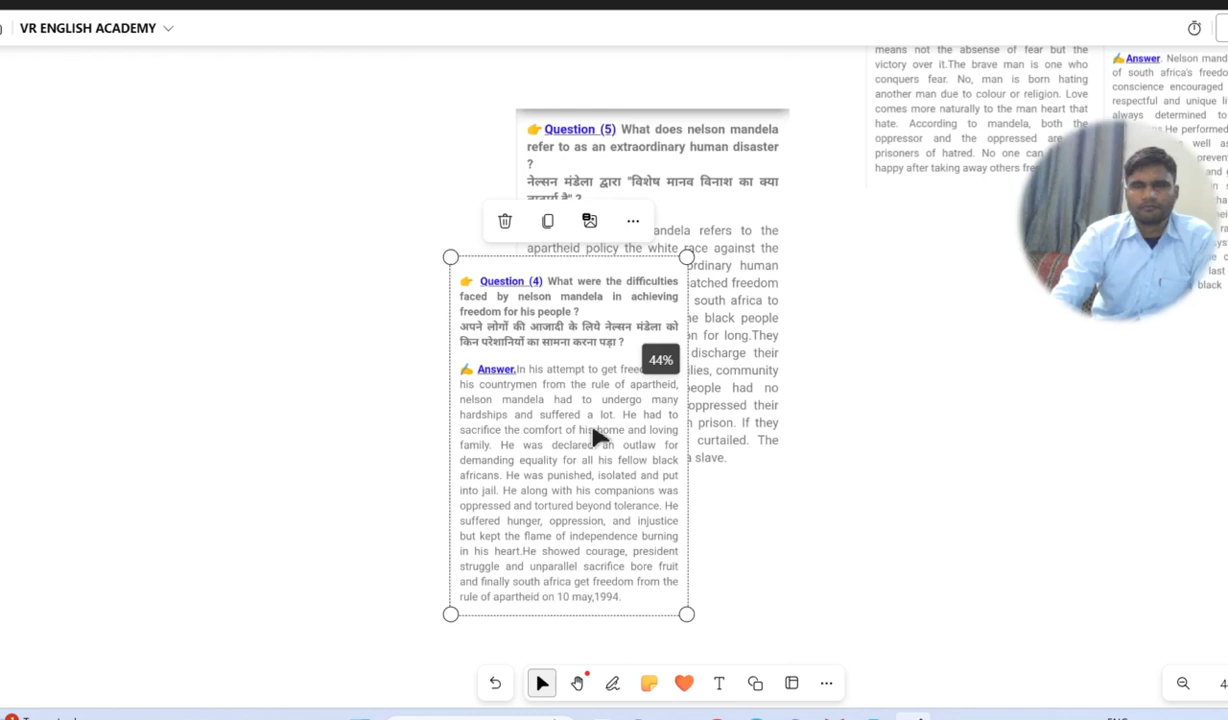 VR ENGLISH ACADEMY
means not the absence of fear but the
victory over it.The brave man is one who
conquers fear. No, man is born hating
another man due to colour or religion. Love
comes more naturally to the man heart that
hate. According to mandela, both the
oppressor and the oppressed are
prisoners of hatred. No one can
happy after taking away others
✍Answer. Nelson
of south africa's
conscience encouraged
respectful and unique
always determined to
He performed
well as
last
black
👉Question (5) What does nelson mandela
refer to as an extraordinary human disaster
?
नेल्सन मंडेला द्वारा "विशेष मानव विनाश का क्या
refers to the
apartheid policy the white race against the
human
freedom
south africa to
black people
for long.They
discharge their
community
had no
oppressed their
prison. If they
curtailed. The
a slave.
👉 Question (4) What were the difficulties
faced by nelson mandela in achieving
freedom for his people ?
अपने लोगों की आजादी के लिये नेल्सन मंडेला को
किन परेशानियों का सामना करना पड़ा ?
44%
✍ Answer.In his attempt to get
his countrymen from the rule of apartheid,
nelson mandela had to undergo many
hardships and suffered a lot. He had to
sacrifice the comfort of his home and loving
family. He was declared an outlaw for
demanding equality for all his fellow black
africans. He was punished, isolated and put
into jail. He along with his companions was
oppressed and tortured beyond tolerance. He
suffered hunger, oppression, and injustice
but kept the flame of independence burning
in his heart.He showed courage, president
struggle and unparallel sacrifice bore fruit
and finally south africa get freedom from the
rule of apartheid on 10 may,1994.